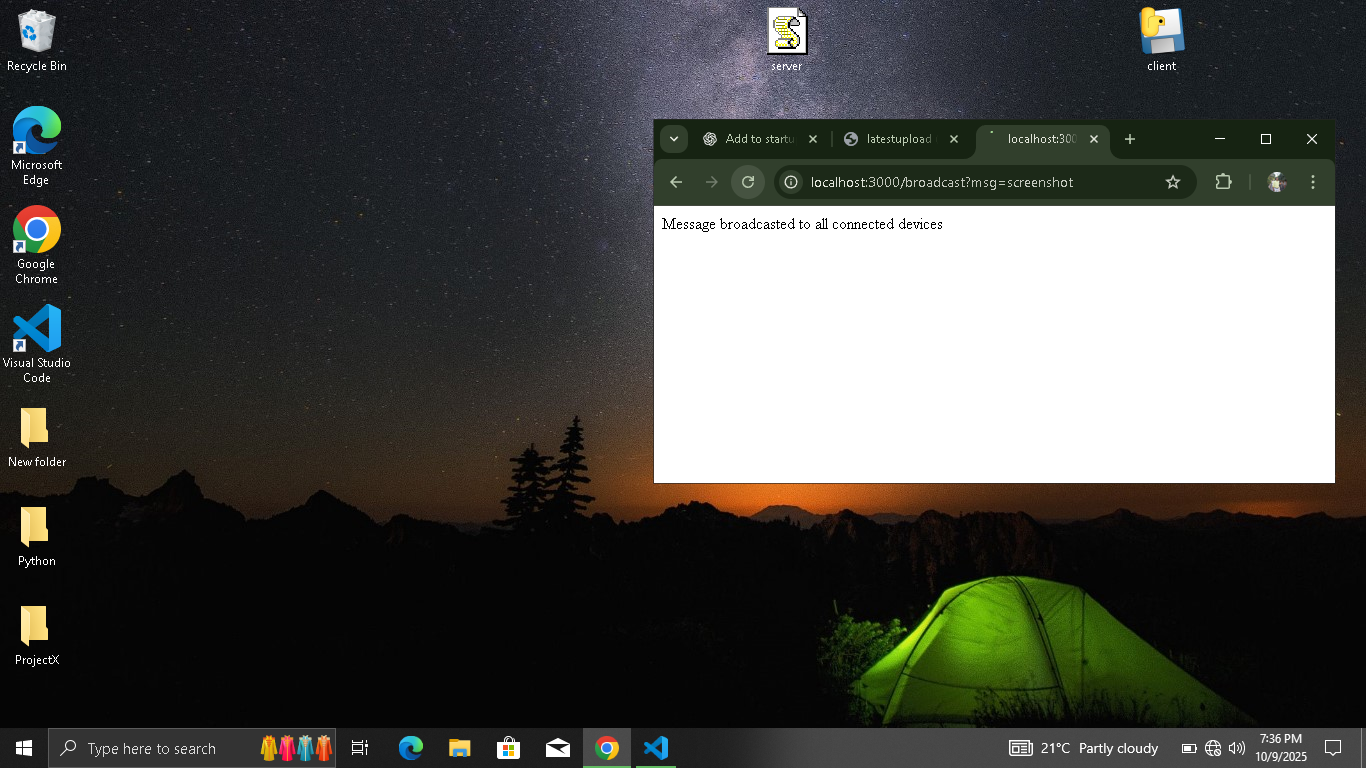 Recycle Bin
server
client
Microsoft
Edge
Google
Chrome
Visual Studio
Code
New folder
Python
ProjectX
Add to startu
latestupload
localhost:300
localhost:3000/broadcast?msg=screenshot
Message broadcasted to all connected devices
Type here to search
21°C Partly cloudy
7:36 PM
10/9/2025